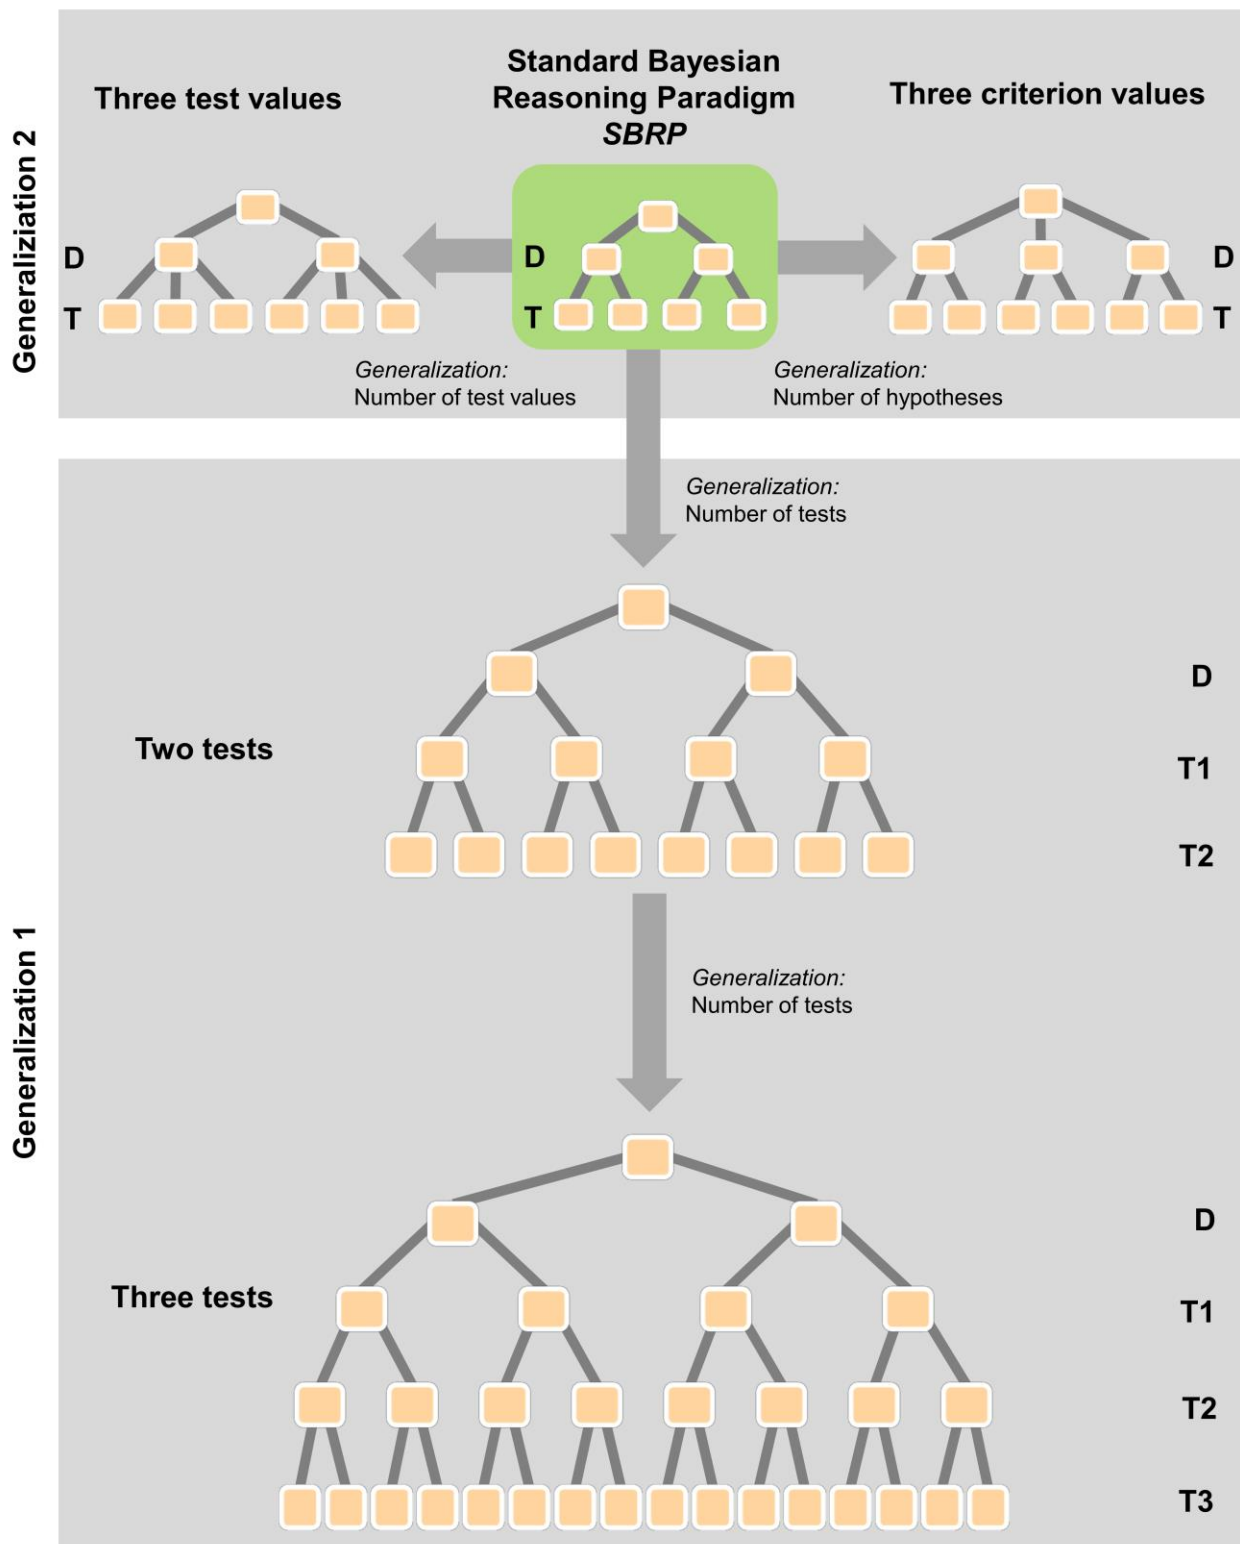 Generaliziation 2
Three test values
Standard Bayesian
Reasoning Paradigm
SBRP
Three criterion values
D
T
D
T
D
T
Generalization:
Number of test values
Generalization:
Number of hypotheses
Generalization:
Number of tests
Generalization 1
Two tests
D
T1
T2
Generalization:
Number of tests
Three tests
D
T1
T2
T3